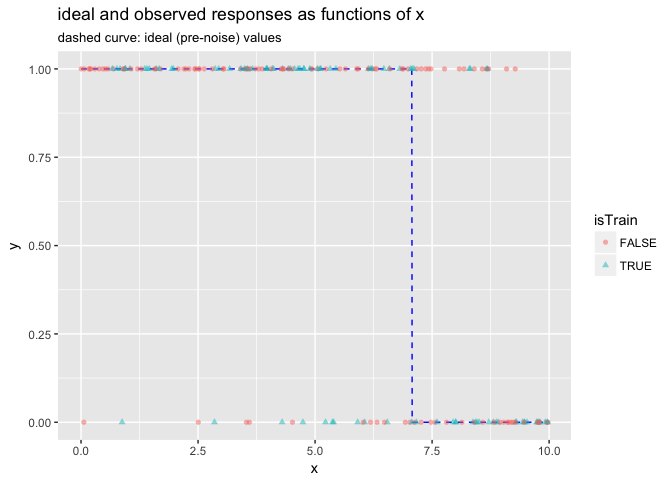 ideal and observed responses as functions of x
dashed curve: ideal (pre-noise) values
1.00
0.75
0.50
0.25
0.00
y
0.0 2.5 5.0 7.5 10.0
x
isTrain
FALSE
TRUE